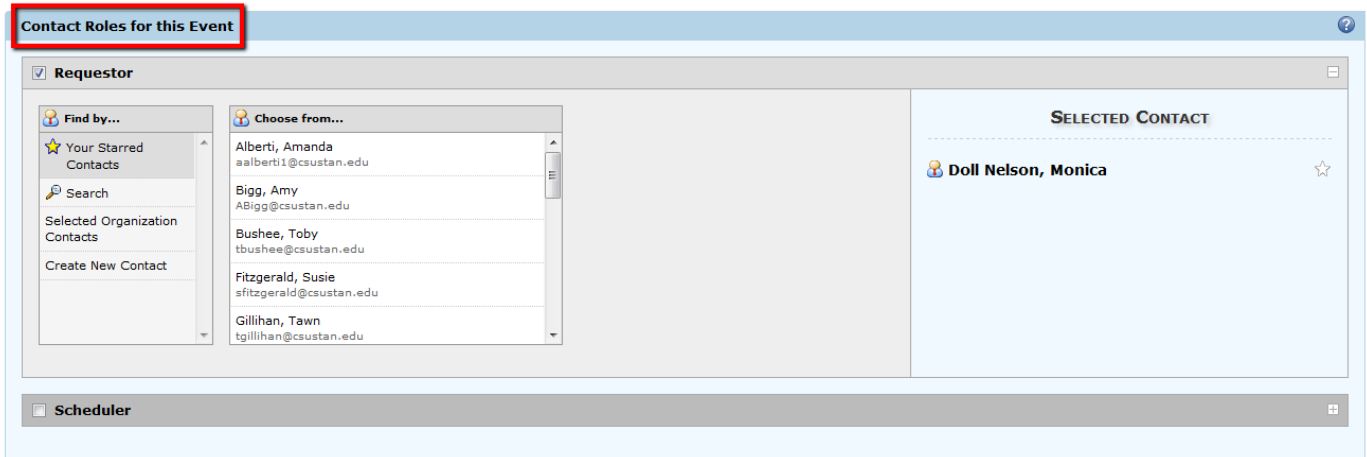 Contact Roles for this Event
Requestor
Find by...
Your Starred
Contacts
Search
Selected Organization
Contacts
Create New Contact
Choose from...
Alberti, Amanda
aalberti1@csustan.edu
Bigg, Amy
ABigg@csustan.edu
Bushee, Toby
tbushee@csustan.edu
Fitzgerald, Susie
sfitzgerald@csustan.edu
Gillihan, Tawn
tgillihan@csustan.edu
SELECTED CONTACT
Doll Nelson, Monica
Scheduler